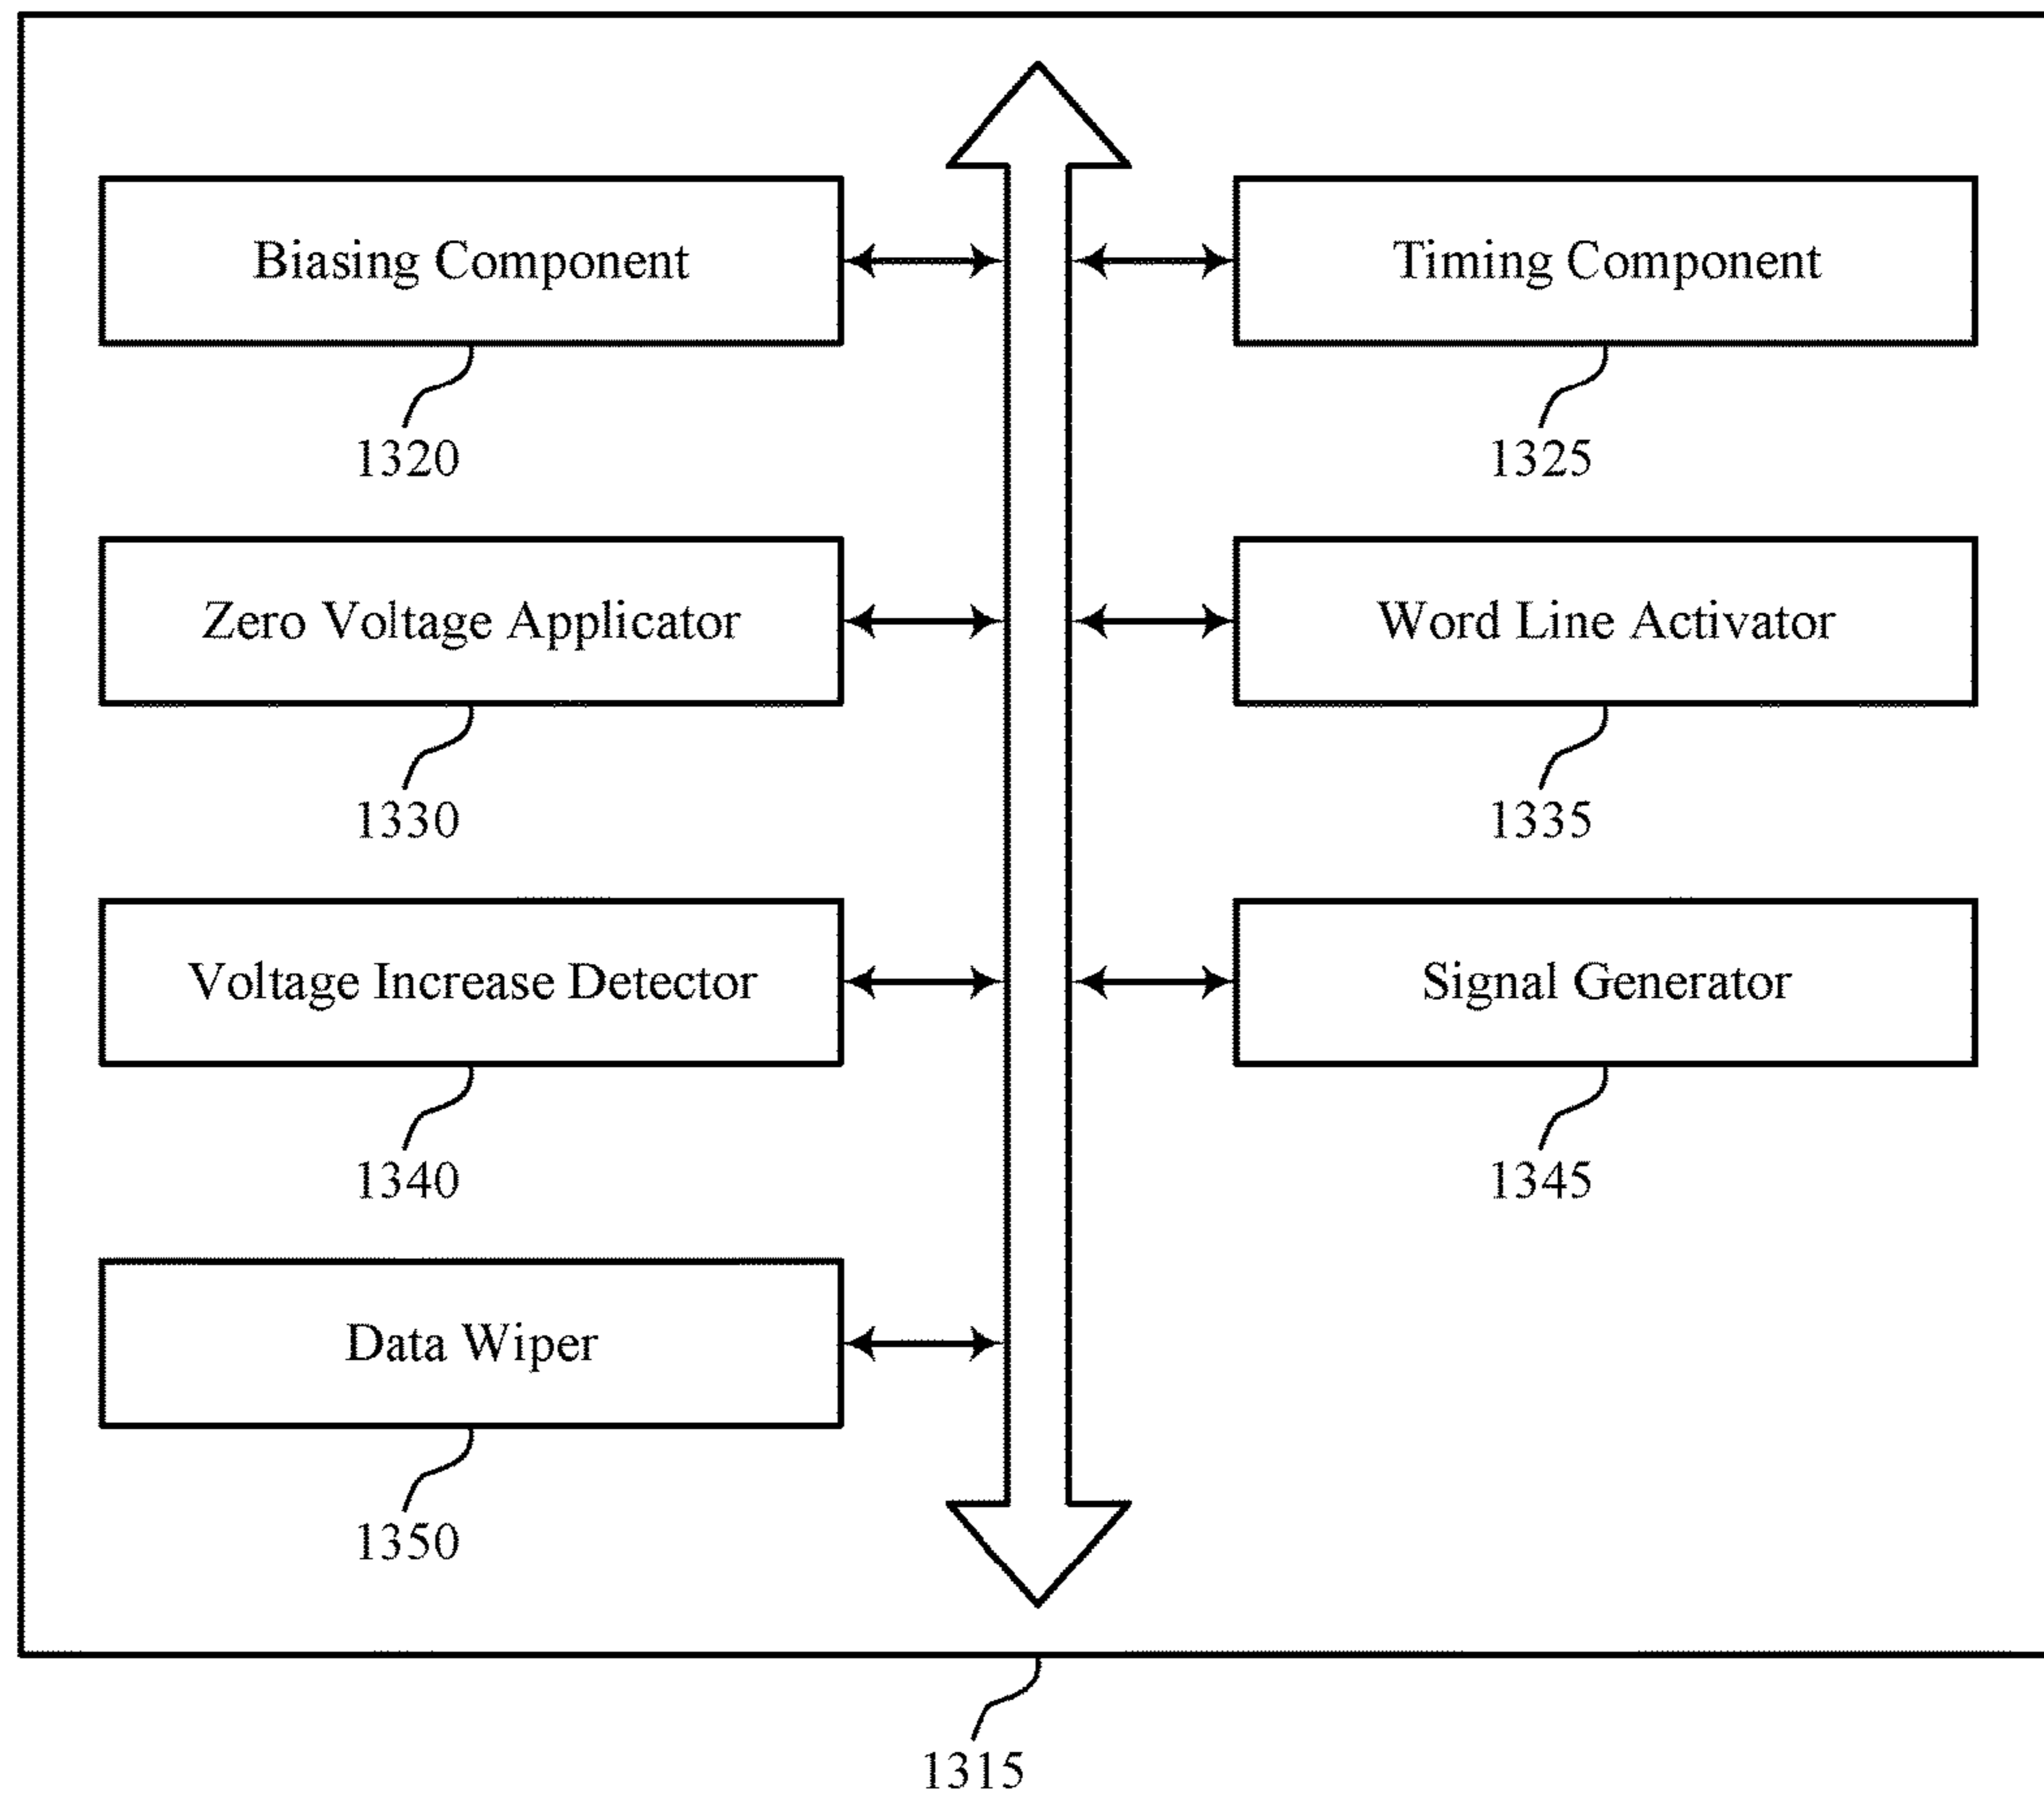 Biasing Component
Timing Component
1320
1325
Zero Voltage Applicator
Word Line Activator
1330
1335
Voltage Increase Detector
Signal Generator
1340
1345
Data Wiper
1350
1315